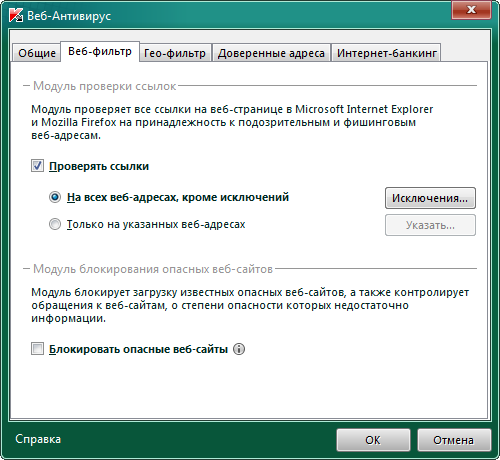 Веб-Антивирус
Общие Веб-фильтр Гео-фильтр Доверенные адреса Интернет-банкинг
Модуль проверки ссылок
Модуль проверяет все ссылки на веб-странице в Microsoft Internet Explorer
и Mozilla Firefox на принадлежность к подозрительным и фишинговым
веб-адресам.
Проверять ссылки
На всех веб-адресах, кроме исключений Исключения...
Только на указанных веб-адресах Указать...
Модуль блокирования опасных веб-сайтов
Модуль блокирует загрузку известных опасных веб-сайтов, а также контролирует
обращения к веб-сайтам, о степени опасности которых недостаточно
информации.
Блокировать опасные веб-сайты
Справка ОК Отмена